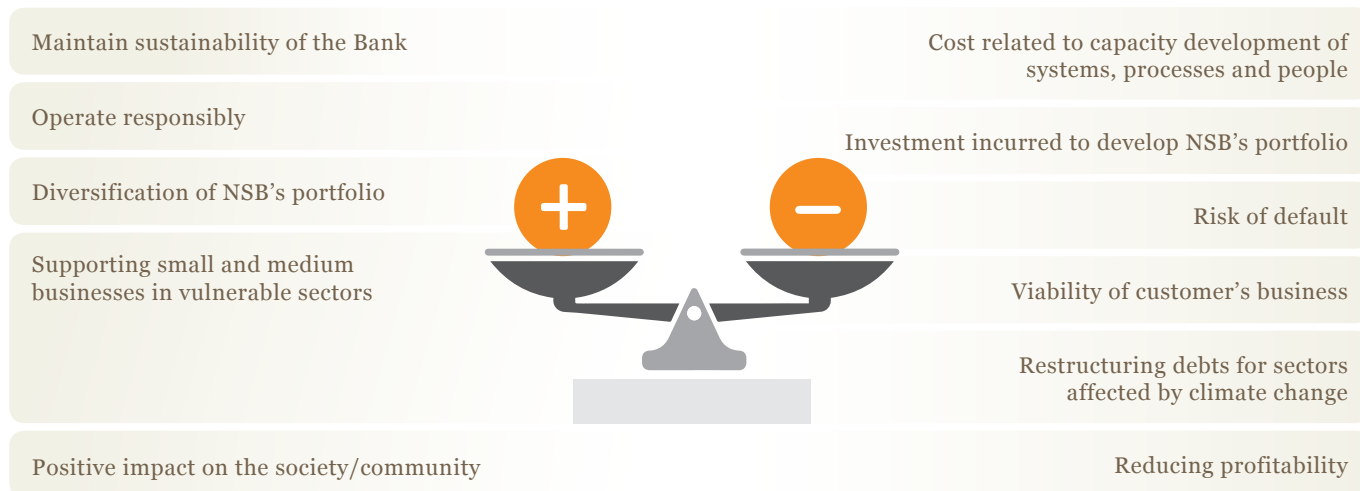 Maintain sustainability of the Bank
Operate responsibly
Diversification of NSB’s portfolio
Supporting small and medium
businesses in vulnerable sectors
Positive impact on the society/community
Cost related to capacity development of
systems, processes and people
Investment incurred to develop NSB’s portfolio
Risk of default
Viability of customer’s business
Restructuring debts for sectors
affected by climate change
Reducing profitability